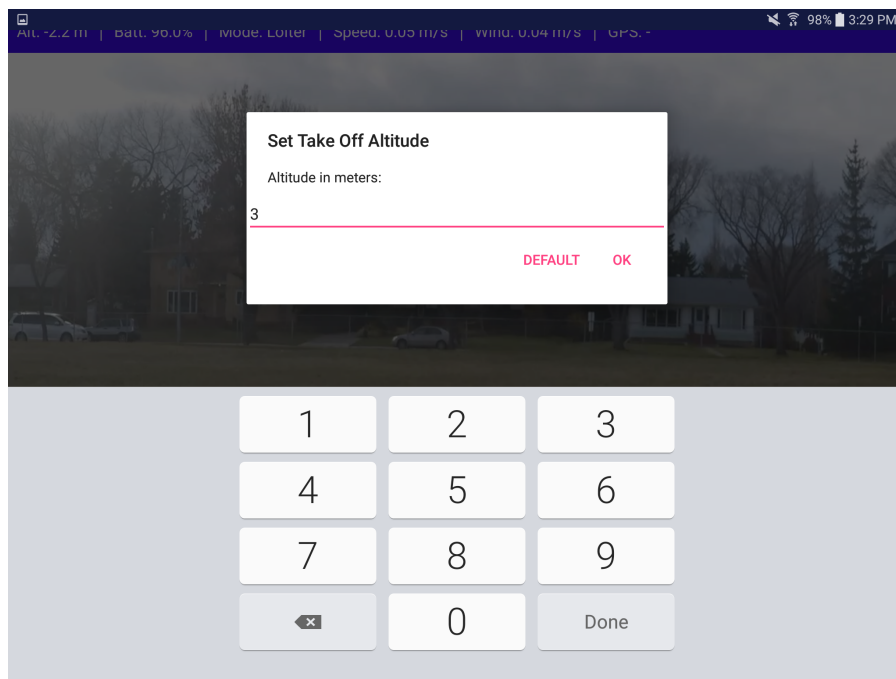 98% 3:29 PM
Alt. -2.2 m | Batt. 96.0% | Mode. Loiter | Speed. 0.05 m/s | Wind. 0.04 m/s | GPS. -
Set Take Off Altitude
Altitude in meters:
3
DEFAULT OK
1 2 3
4 5 6
7 8 9
0 Done